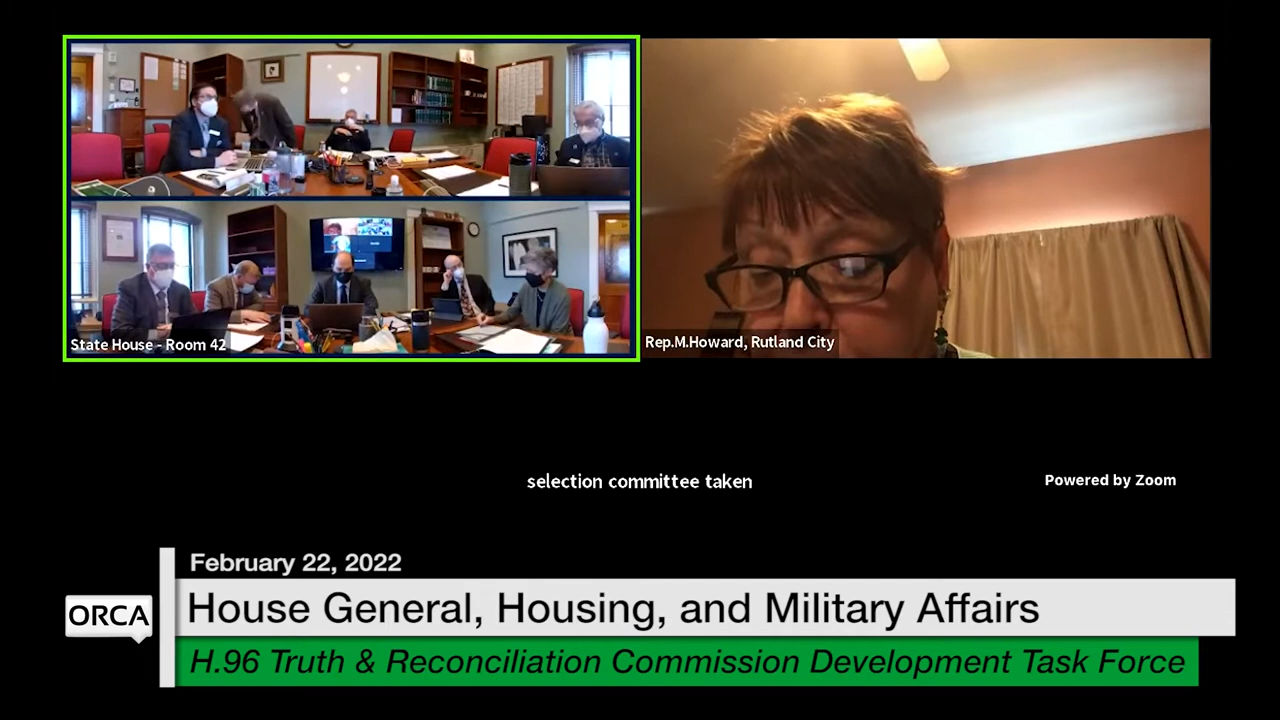 State House - Room 42
Rep.M.Howard, Rutland City
selection committee taken
Powered by Zoom
February 22, 2022
ORCA
House General, Housing, and Military Affairs
H.96 Truth & Reconciliation Commission Development Task Force